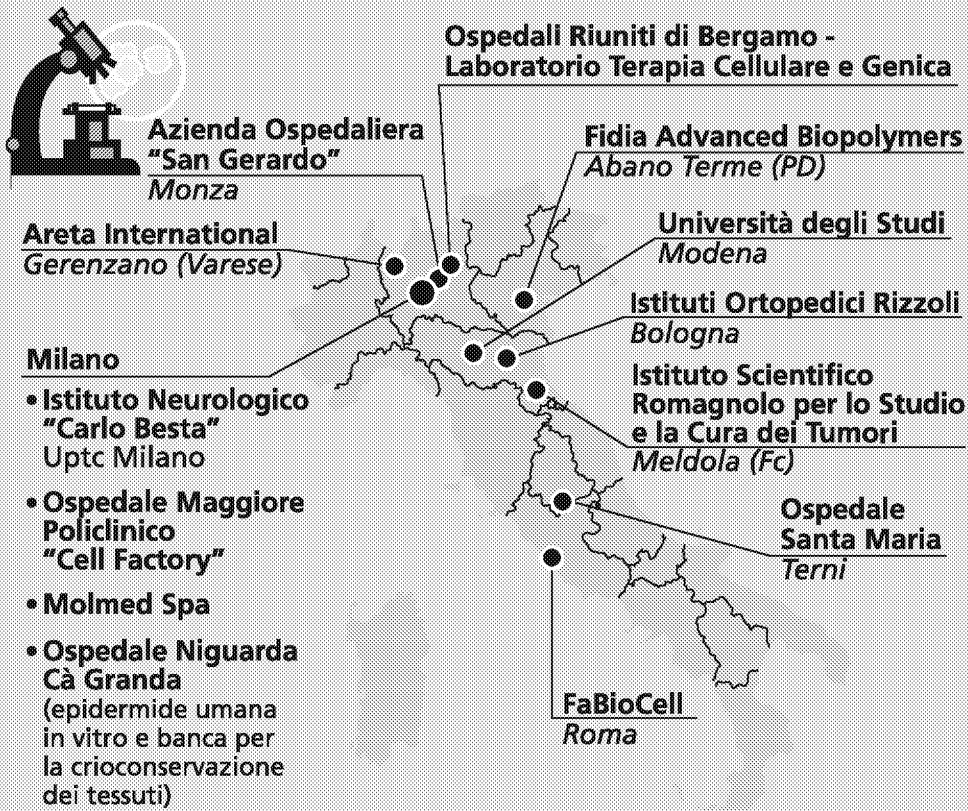 Ospedali Riuniti di Bergamo -
Laboratorio Terapia Cellulare e Genica
Azienda Ospedaliera
"San Gerardo"
Monza
Fidia Advanced Biopolymers
Abano Terme (PD)
Areta International
Gerenzano (Varese)
Università degli Studi
Modena
Istituti Ortopedici Rizzoli
Bologna
Milano
• Istituto Neurologico
"Carlo Besta"
Uptc Milano
• Ospedale Maggiore
Policlinico
"Cell Factory"
• Molmed Spa
• Ospedale Niguarda
Cà Granda
(epidermide umana
in vitro e banca per
la crioconservazione
dei tessuti)
Istituto Scientifico
Romagnolo per lo Studio
e la Cura dei Tumori
Meldola (Fc)
Ospedale
Santa Maria
Terni
FaBioCell
Roma